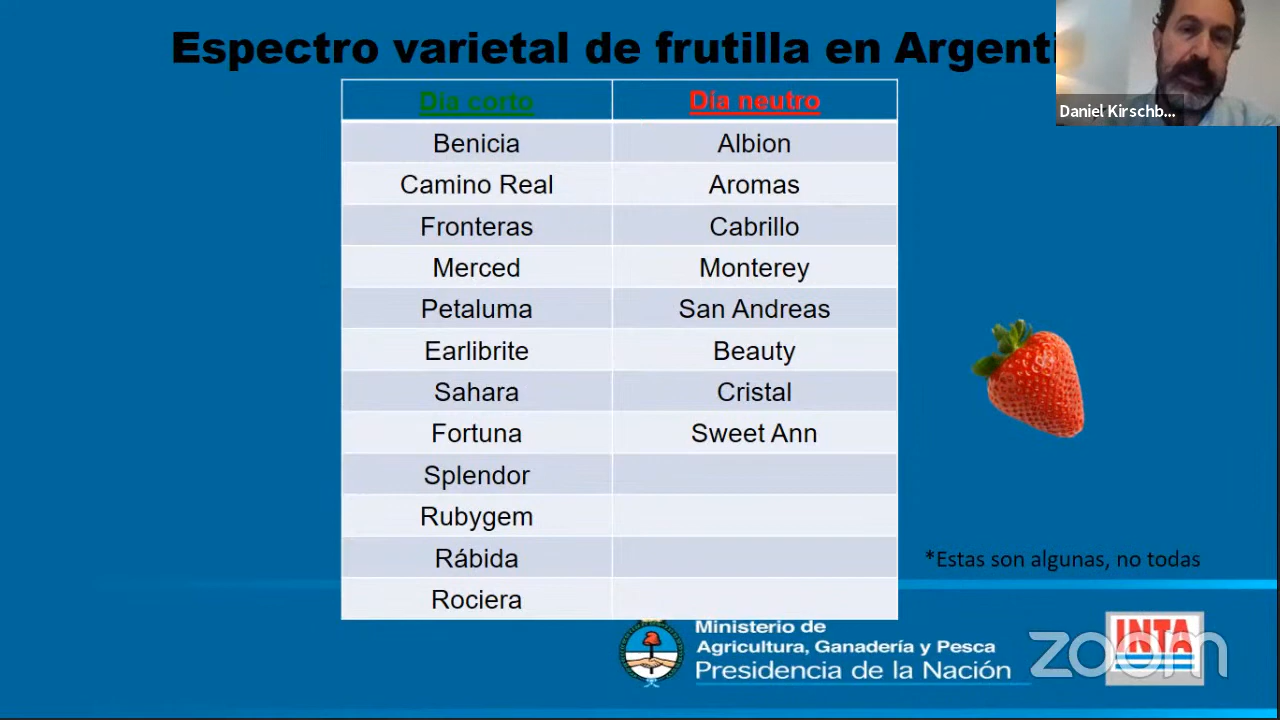 Espectro varietal de frutilla en Argenti
Daniel Kirschb...
Día corto Día neutro
Benicia Albion
Camino Real Aromas
Fronteras Cabrillo
Merced Monterey
Petaluma San Andreas
Earlibrite Beauty
Sahara Cristal
Fortuna Sweet Ann
Splendor
Rubygem
Rábida
Rociera
*Estas son algunas, no todas
Ministerio de
Agricultura, Ganadería y Pesca
Presidencia de la Nación
INTA
zoom